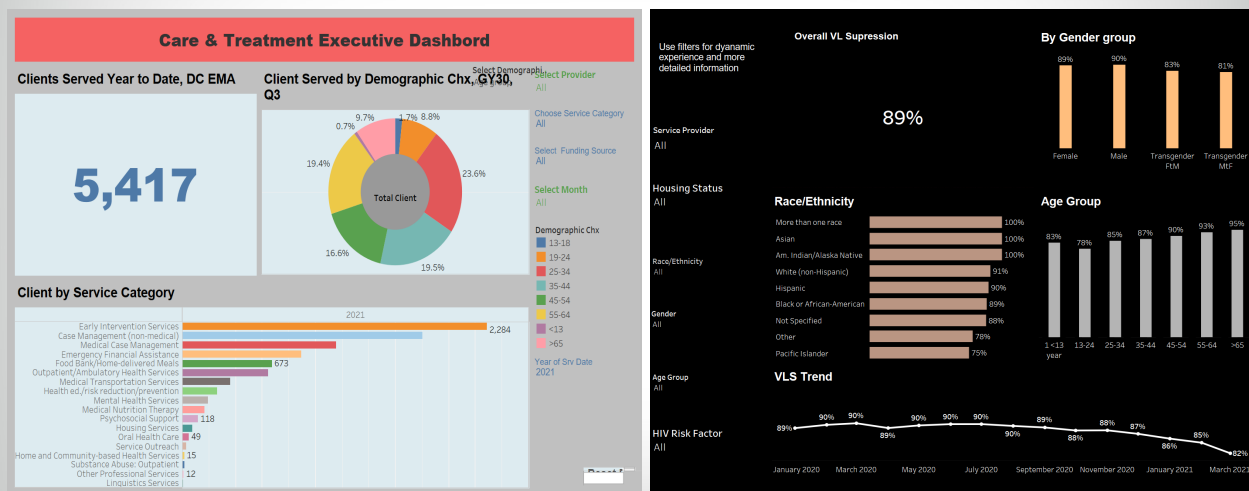 Care & Treatment Executive Dashbord
Clients Served Year to Date, DC EMA
5,417
Client Served by Demographic Chx, GY30,
Q3
Select Demographi..
Age group
9.7%
1.7%
8.8%
0.7%
19.4%
23.6%
Total Client
16.6%
19.5%
Select Provider
All
Choose Service Category
All
Select Funding Source
All
Select Month
All
Demographic Chx
13-18
19-24
25-34
35-44
45-54
55-64
<13
>65
Year of Srv Date
2021
Client by Service Category
2021
Early Intervention Services
2,284
Case Management (non-medical)
Medical Case Management
Emergency Financial Assistance
Food Bank/Home-delivered Meals
673
Outpatient/Ambulatory Health Services
Medical Transportation Services
Health ed./risk reduction/prevention
Mental Health Services
Medical Nutrition Therapy
Psychosocial Support
118
Housing Services
Oral Health Care
49
Service Outreach
Home and Community-based Health Services
15
Substance Abuse: Outpatient
Other Professional Services
12
Linguistics Services
Use filters for dyanamic
experience and more
detailed information
Service Provider
All
Housing Status
All
Race/Ethnicity
All
Gender
All
Age Group
All
HIV Risk Factor
All
Overall VL Supression
89%
By Gender group
89%
90%
83%
81%
Female
Male
Transgender
FtM
Transgender
MtF
Race/Ethnicity
More than one race
100%
Asian
100%
Am. Indian/Alaska Native
100%
White (non-Hispanic)
91%
Hispanic
90%
Black or African-American
89%
Not Specified
88%
Other
78%
Pacific Islander
75%
Age Group
83%
78%
85%
87%
90%
93%
95%
1 <13
year
13-24
25-34
35-44
45-54
55-64
>65
VLS Trend
89%
90%
90%
89%
90%
90%
90%
90%
89%
88%
88%
87%
86%
85%
82%
January 2020
March 2020
May 2020
July 2020
September 2020
November 2020
January 2021
March 2021